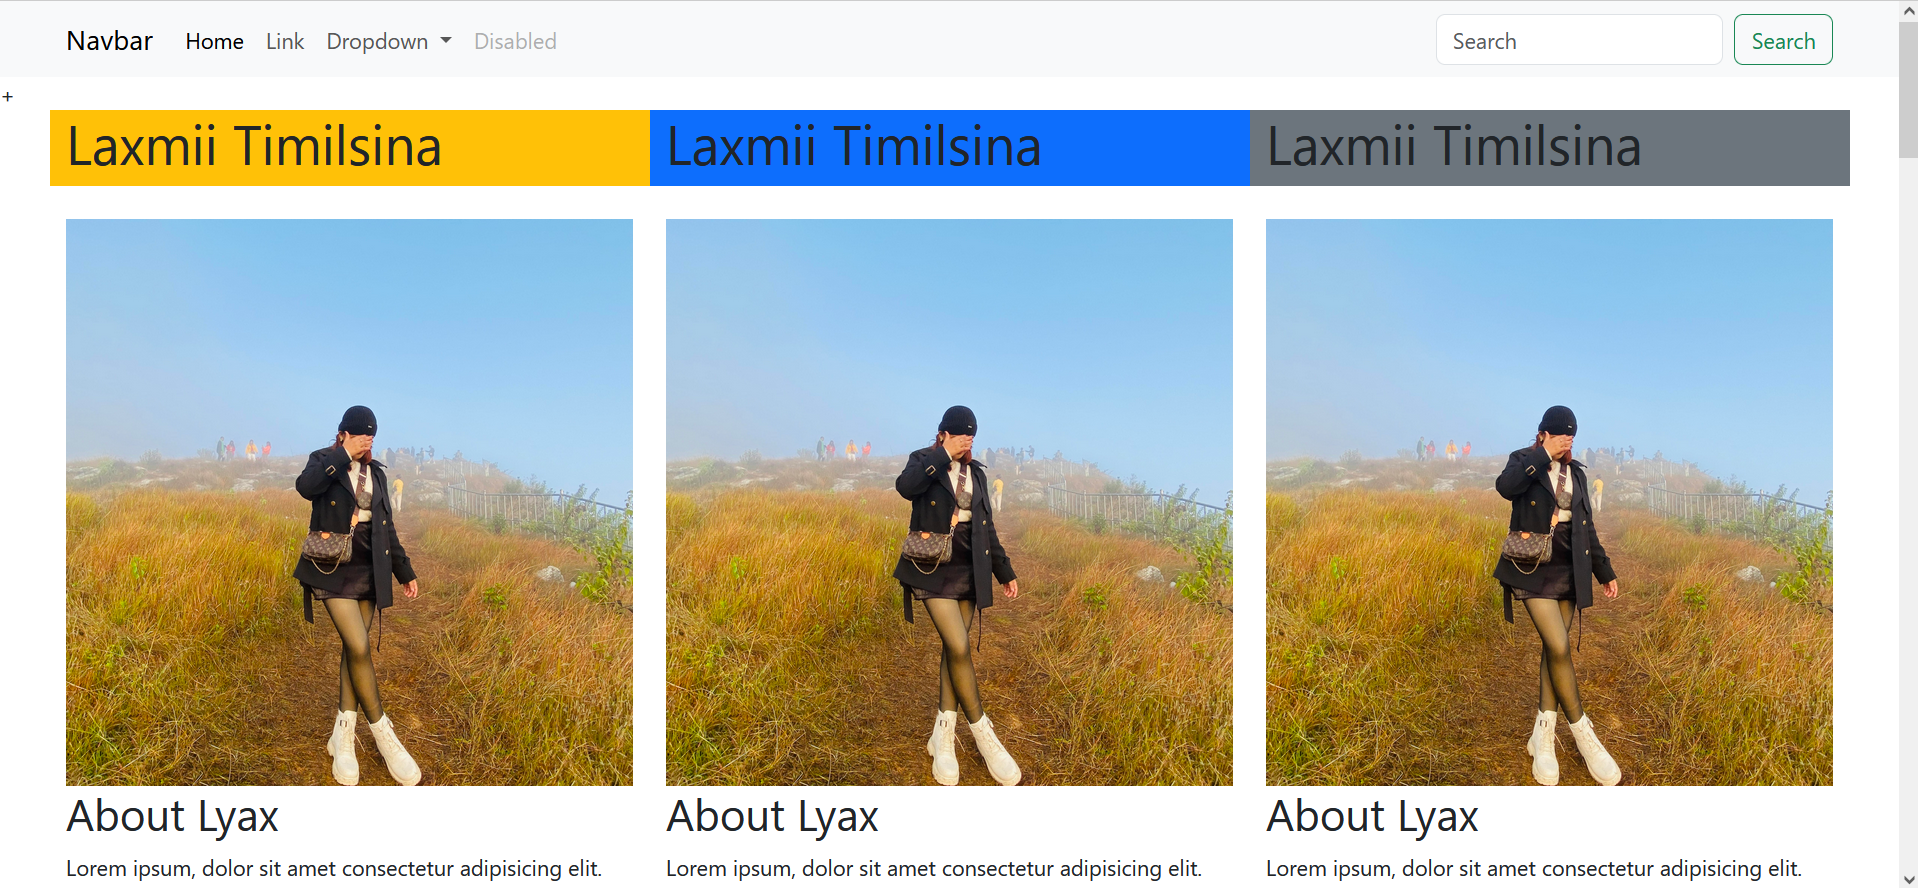 Navbar Home Link Dropdown Disabled Search Search
+
Laxmii Timilsina Laxmii Timilsina Laxmii Timilsina
About Lyax About Lyax About Lyax
Lorem ipsum, dolor sit amet consectetur adipisicing elit. Lorem ipsum, dolor sit amet consectetur adipisicing elit. Lorem ipsum, dolor sit amet consectetur adipisicing elit.